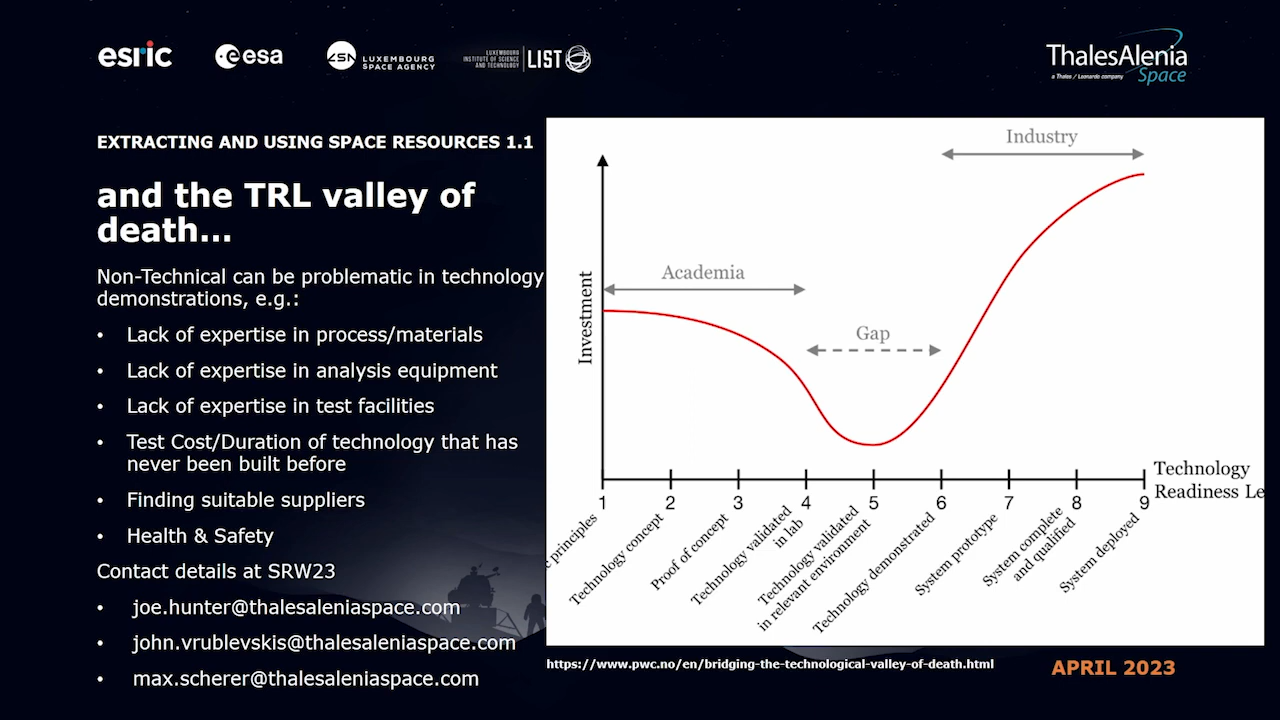 esric
esa
LSA LUXEMBOURG
SPACE AGENCY
LUXEMBOURG
INSTITUTE OF SCIENCE
AND TECHNOLOGY
LIST
ThalesAlenia
a Thales / Leonardo company
Space
EXTRACTING AND USING SPACE RESOURCES 1.1
and the TRL valley of
death...
Non-Technical can be problematic in technology
demonstrations, e.g.:
• Lack of expertise in process/materials
• Lack of expertise in analysis equipment
• Lack of expertise in test facilities
• Test Cost/Duration of technology that has
never been built before
• Finding suitable suppliers
• Health & Safety
Contact details at SRW23
• joe.hunter@thalesaleniaspace.com
• john.vrublevskis@thalesaleniaspace.com
• max.scherer@thalesaleniaspace.com
Industry
Academia
Gap
Investment
Technology
Readiness Le
1 2 3 4 5 6 7 8 9
c principles
Technology concept
Proof of concept
Technology validated
in lab
Technology validated
in relevant environment
Technology demonstrated
System prototype
System complete
and qualified
System deployed
https://www.pwc.no/en/bridging-the-technological-valley-of-death.html
APRIL 2023